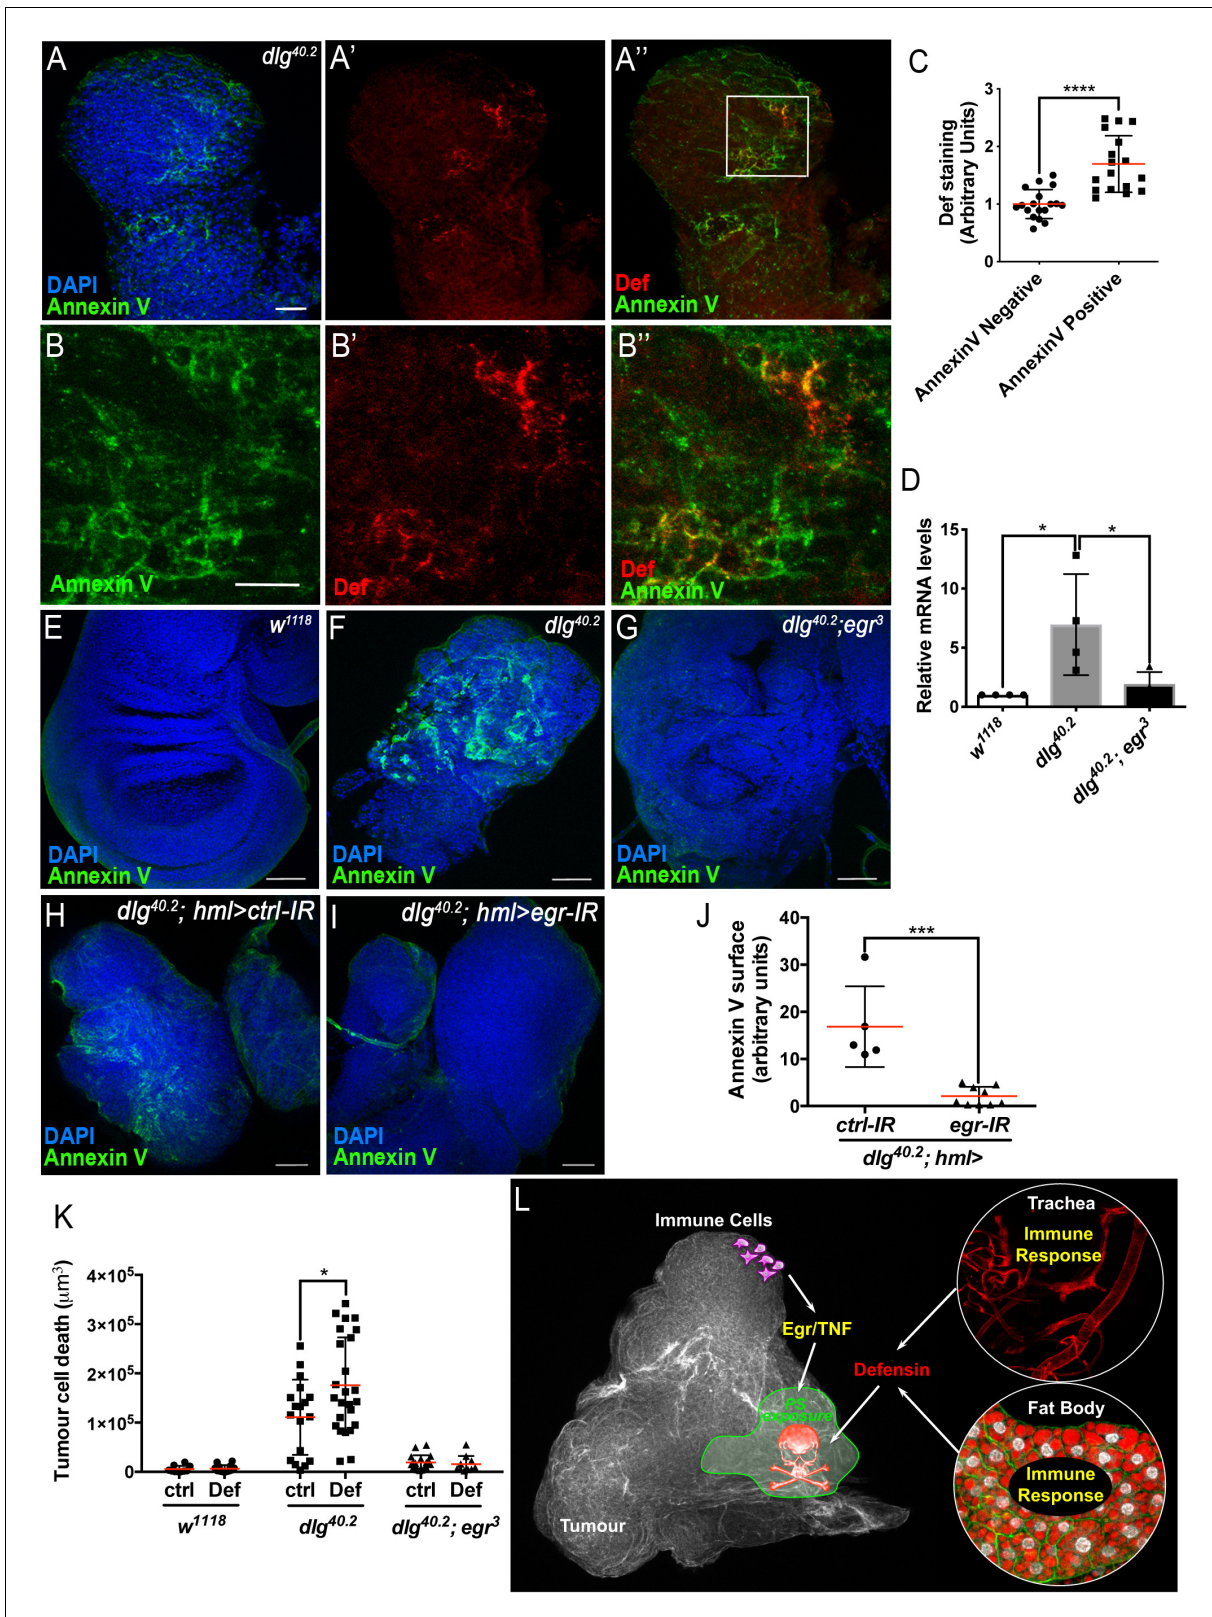 A
dlg40.2
A'
A''
DAPI
Annexin V
Def
Annexin V
B
B'
B''
Annexin V
Def
Def
Annexin V
C
Def staining
(Arbitrary Units)
3
2
1
0
****
AnnexinV Negative
AnnexinV Positive
D
Relative mRNA levels
15
10
5
0
*
*
w1118
dlg40.2
dlg40.2; egr3
E
w1118
DAPI
Annexin V
F
dlg40.2
DAPI
Annexin V
G
dlg40.2;egr3
DAPI
Annexin V
H
dlg40.2; hml>ctrl-IR
DAPI
Annexin V
I
dlg40.2; hml>egr-IR
DAPI
Annexin V
J
Annexin V surface
(arbitrary units)
40
30
20
10
0
***
ctrl-IR
egr-IR
dlg40.2; hml>
K
Tumour cell death (µm3)
4×10⁵
3×10⁵
2×10⁵
1×10⁵
0
*
ctrl Def
ctrl Def
ctrl Def
w1118
dlg40.2
dlg40.2; egr3
L
Immune Cells
Egr/TNF
Defensin
PS
exposure
Tumour
Trachea
Immune
Response
Fat Body
Immune
Response